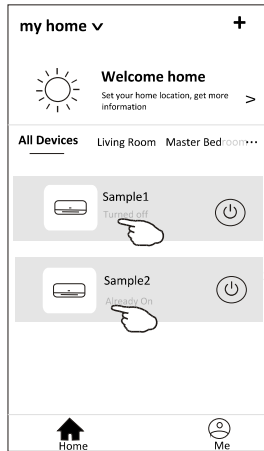 my home
Welcome home
Set your home location, get more
information
All Devices Living Room Master Bedroom
Sample1
Turned off
Sample2
Already On
Home Me